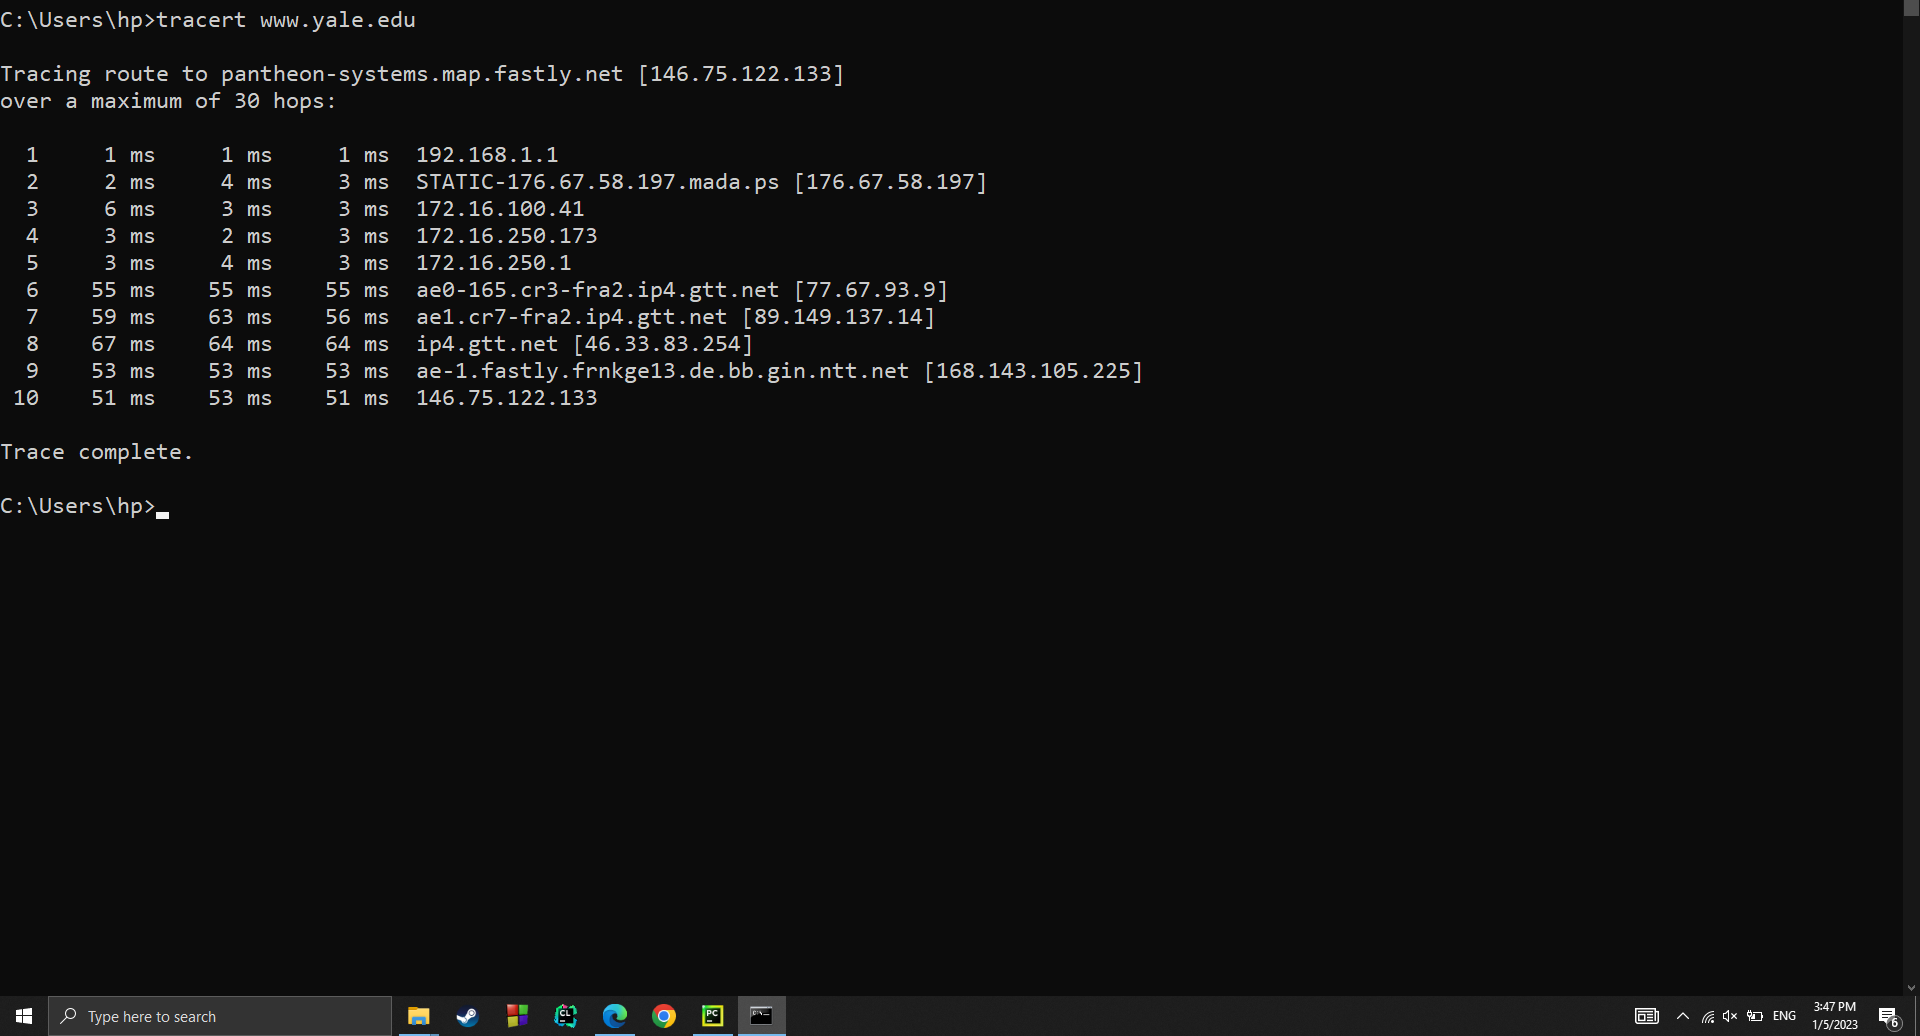 C:\Users\hp>tracert www.yale.edu
Tracing route to pantheon-systems.map.fastly.net [146.75.122.133]
over a maximum of 30 hops:
1 1 ms 1 ms 1 ms 192.168.1.1
2 2 ms 4 ms 3 ms STATIC-176.67.58.197.mada.ps [176.67.58.197]
3 6 ms 3 ms 3 ms 172.16.100.41
4 3 ms 2 ms 3 ms 172.16.250.173
5 3 ms 4 ms 3 ms 172.16.250.1
6 55 ms 55 ms 55 ms ae0-165.cr3-fra2.ip4.gtt.net [77.67.93.9]
7 59 ms 63 ms 56 ms ae1.cr7-fra2.ip4.gtt.net [89.149.137.14]
8 67 ms 64 ms 64 ms ip4.gtt.net [46.33.83.254]
9 53 ms 53 ms 53 ms ae-1.fastly.frnkge13.de.bb.gin.ntt.net [168.143.105.225]
10 51 ms 53 ms 51 ms 146.75.122.133
Trace complete.
C:\Users\hp>
Type here to search
CL
PC
C:\
ENG
3:47 PM
1/5/2023
6